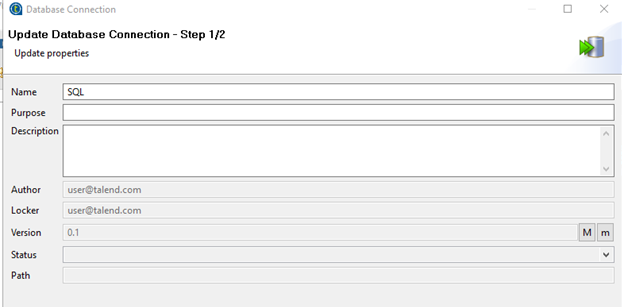 Database Connection
Update Database Connection - Step 1/2
Update properties
Name SQL
Purpose
Description
Author user@talend.com
Locker user@talend.com
Version 0.1 M m
Status
Path